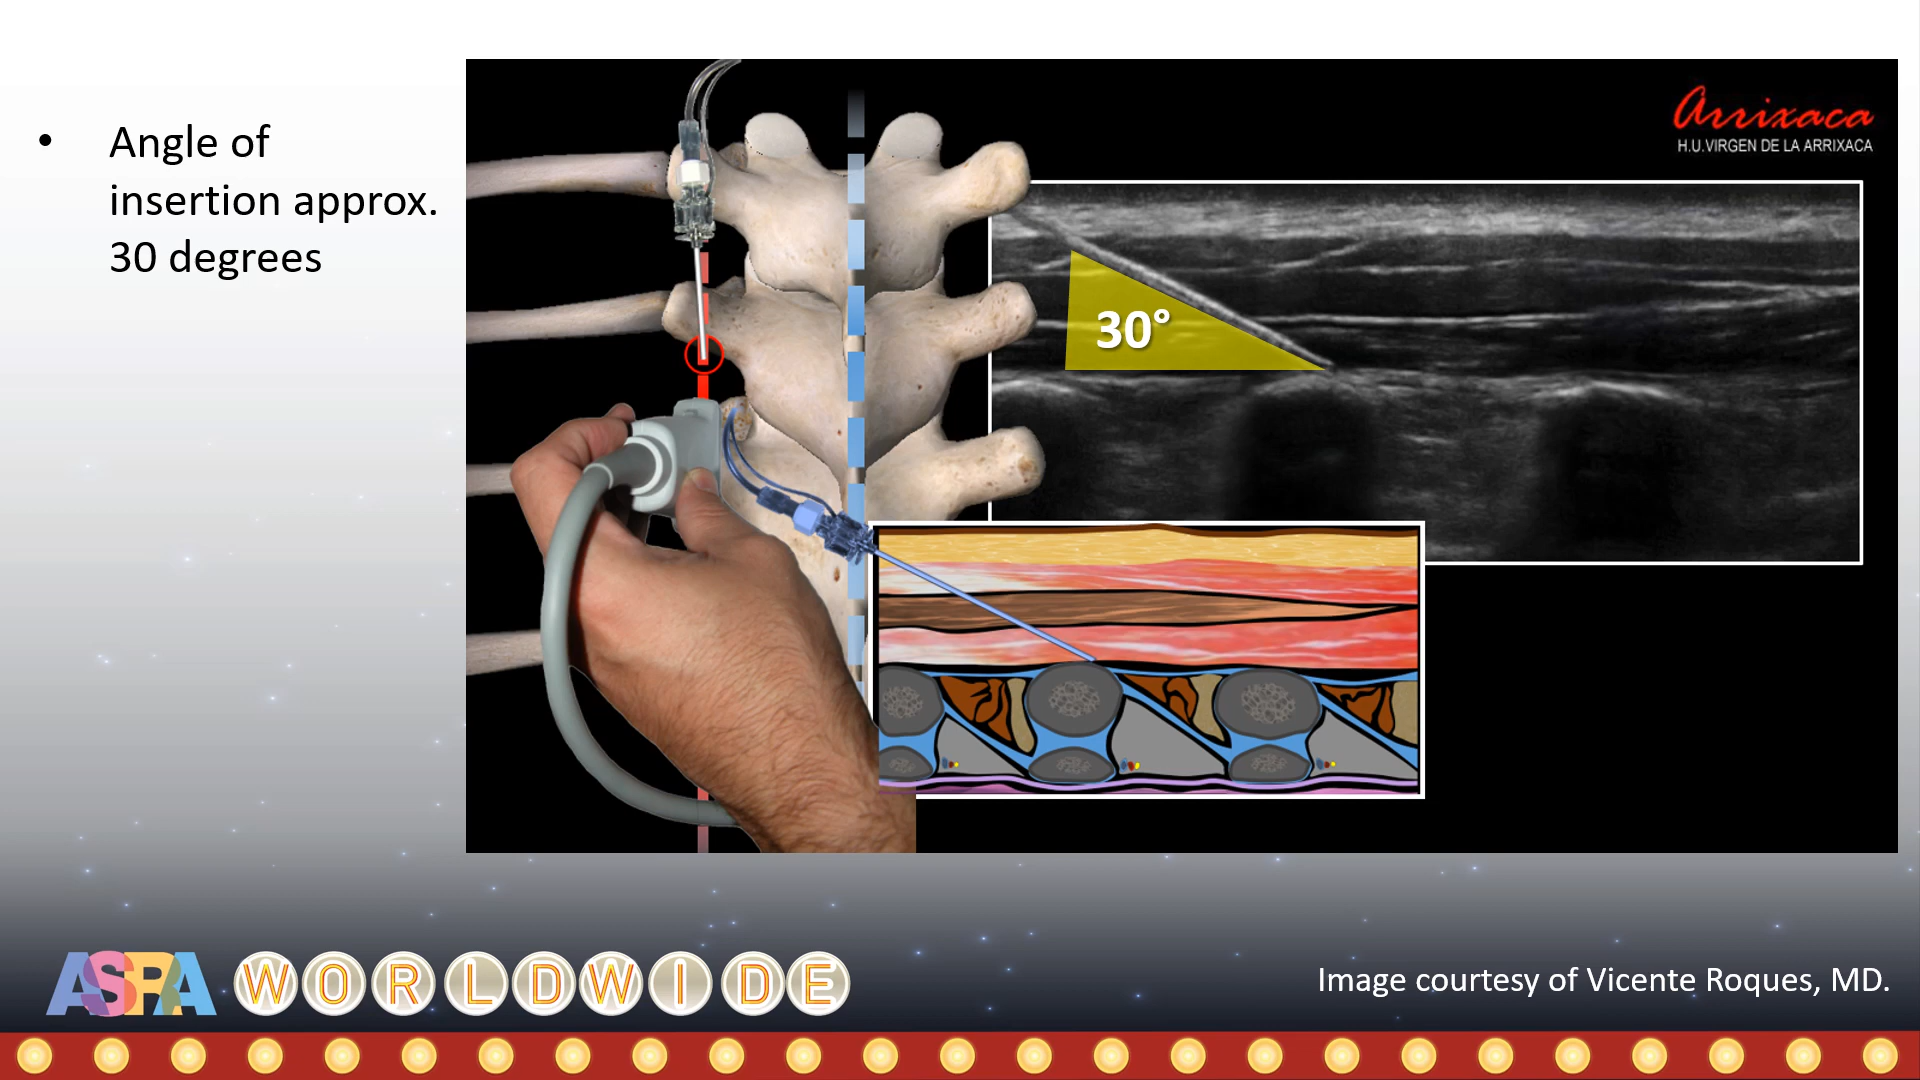 • Angle of
insertion approx.
30 degrees
Arrixaca
H.U.VIRGEN DE LA ARRIXACA
30°
ASRA WORLDWIDE
Image courtesy of Vicente Roques, MD.